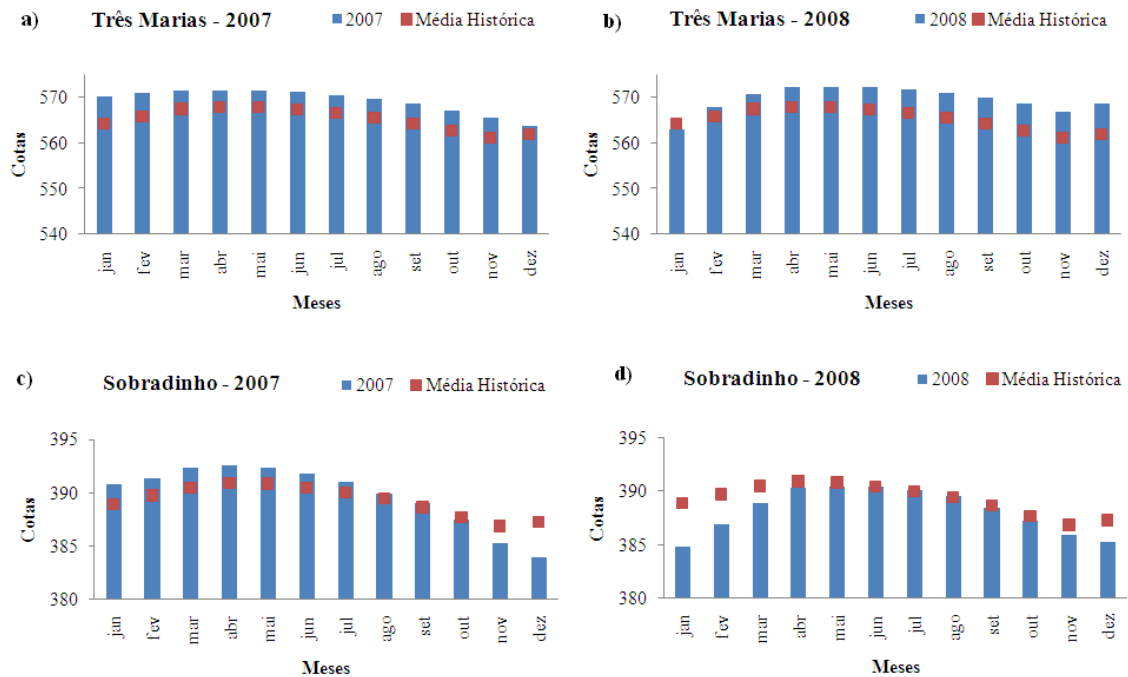 a) Três Marias - 2007 2007 Média Histórica
Cotas
570
560
550
540
jan fev mar abr mai jun jul ago set out nov dez
Meses
b) Três Marias - 2008 2008 Média Histórica
Cotas
570
560
550
540
jan fev mar abr mai jun jul ago set out nov dez
Meses
c) Sobradinho - 2007 2007 Média Histórica
Cotas
395
390
385
380
jan fev mar abr mai jun jul ago set out nov dez
Meses
d) Sobradinho - 2008 2008 Média Histórica
Cotas
395
390
385
380
jan fev mar abr mai jun jul ago set out nov dez
Meses